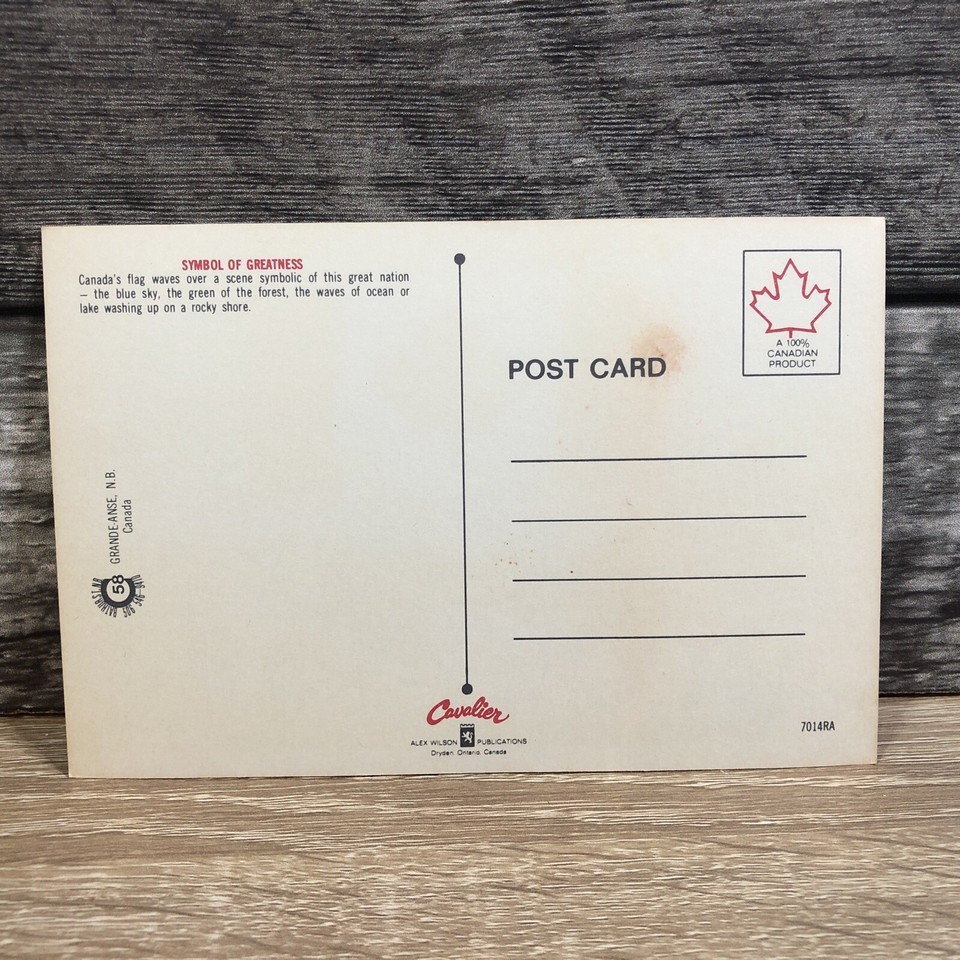 SYMBOL OF GREATNESS
Canada's flag waves over a scene symbolic of this great nation
— the blue sky, the green of the forest, the waves of ocean or
lake washing up on a rocky shore.
POST CARD
A 100%
CANADIAN
PRODUCT
GRANDE-ANSE, N.B.
Canada
58
Cavalier
ALEX WILSON PUBLICATIONS
Dryden, Ontario, Canada
7014RA